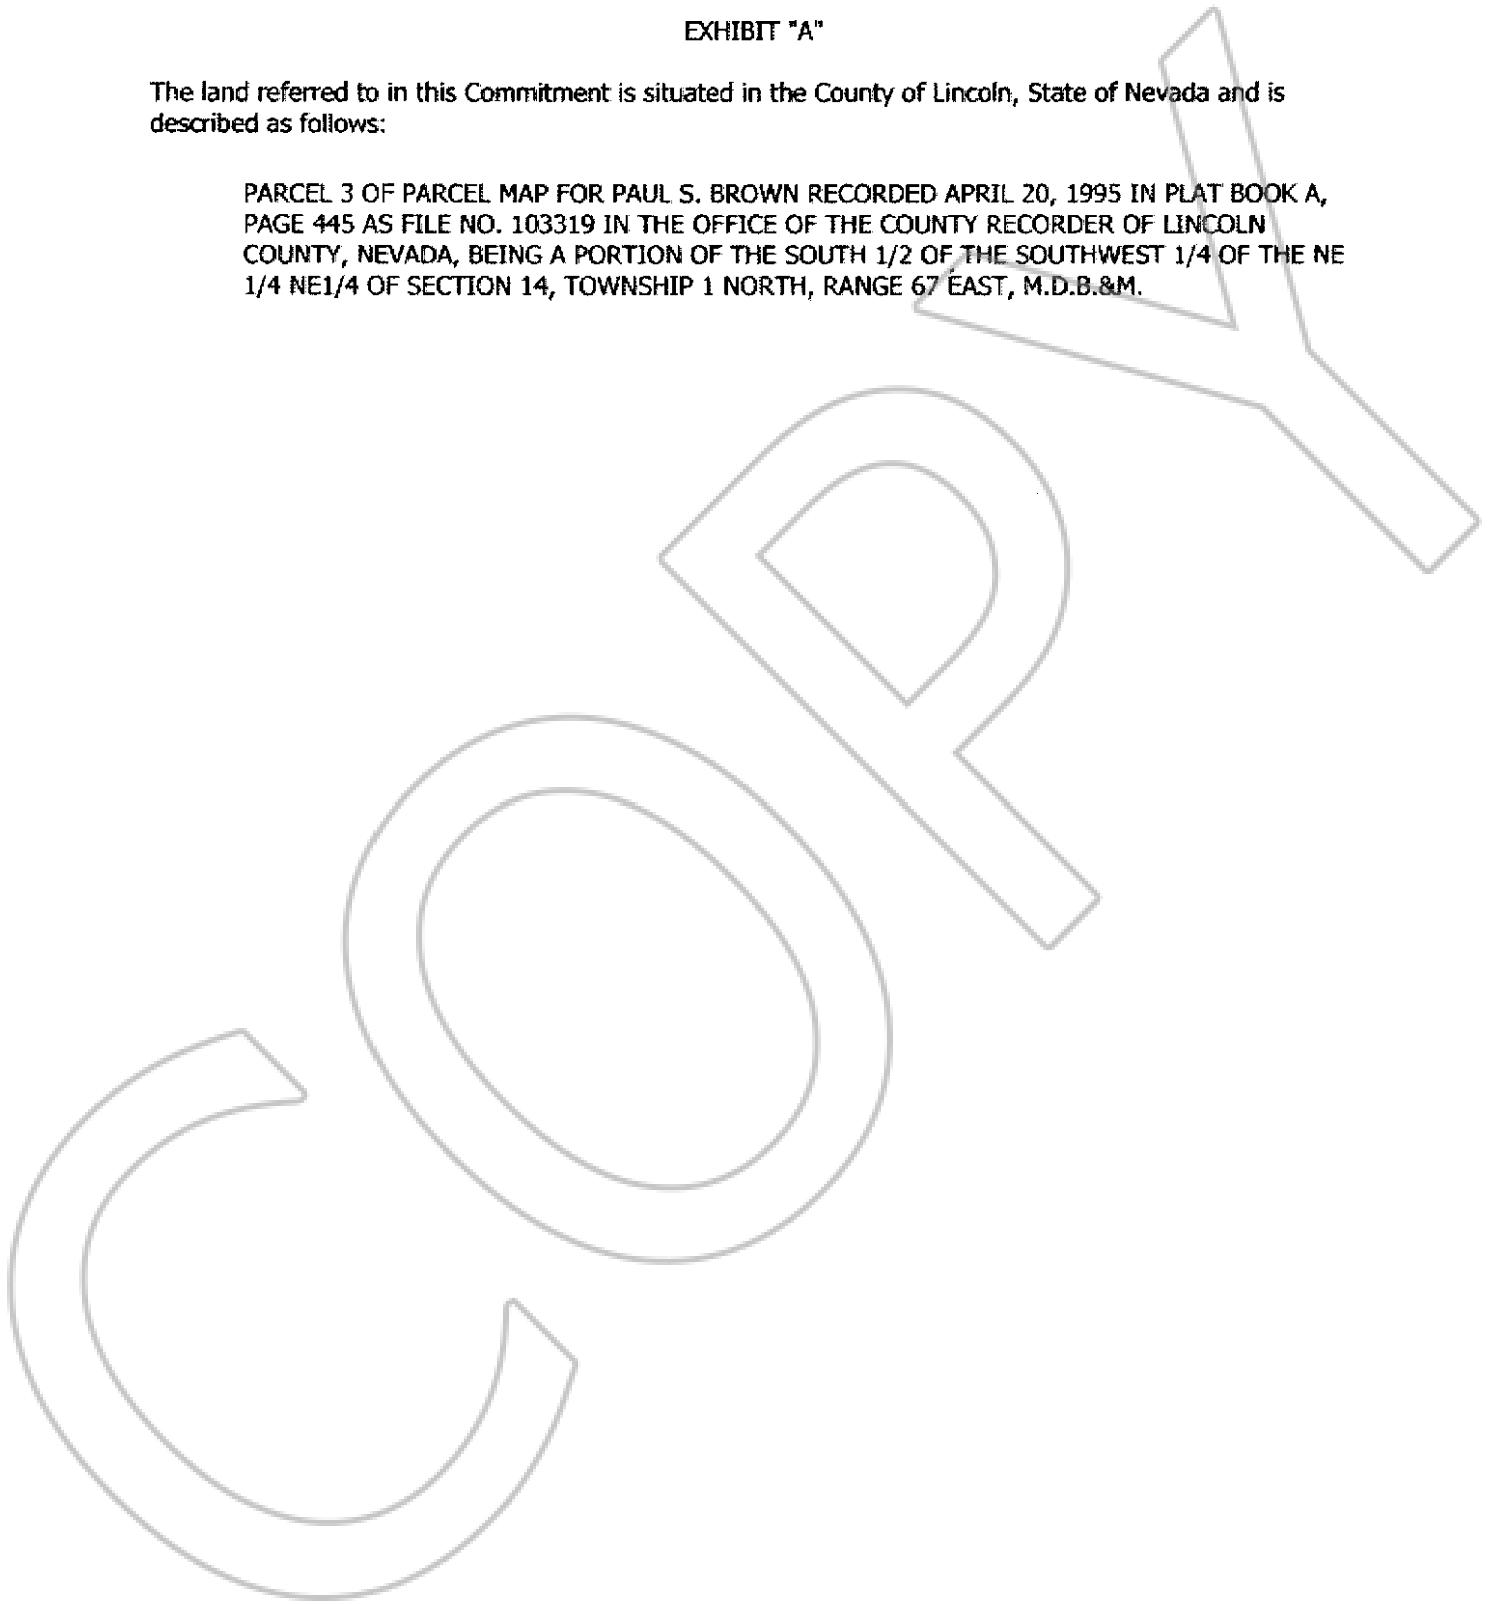 EXHIBIT "A"
The land referred to in this Commitment is situated in the County of Lincoln, State of Nevada and is
described as follows:
PARCEL 3 OF PARCEL MAP FOR PAUL S. BROWN RECORDED APRIL 20, 1995 IN PLAT BOOK A,
PAGE 445 AS FILE NO. 103319 IN THE OFFICE OF THE COUNTY RECORDER OF LINCOLN
COUNTY, NEVADA, BEING A PORTION OF THE SOUTH 1/2 OF THE SOUTHWEST 1/4 OF THE NE
1/4 NE1/4 OF SECTION 14, TOWNSHIP 1 NORTH, RANGE 67 EAST, M.D.B.&M.
COPY